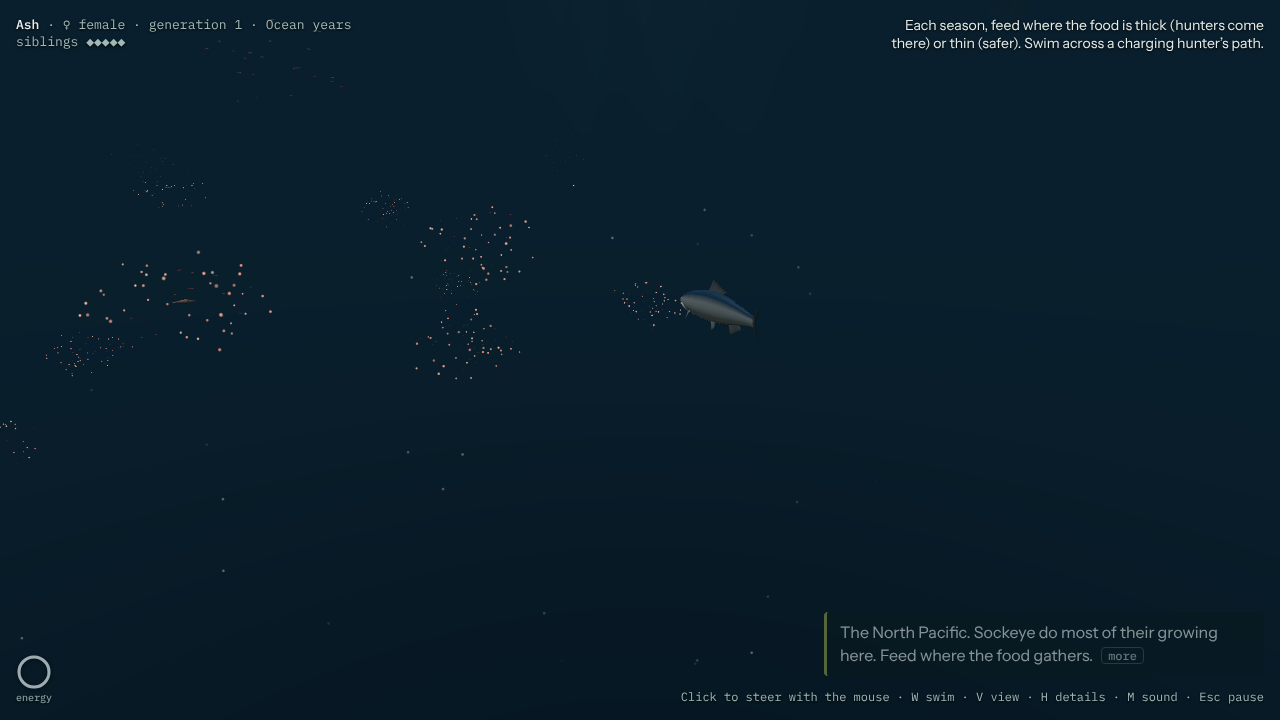 Ash · ♀ female · generation 1 · Ocean years
siblings ◆◆◆◆◆
Each season, feed where the food is thick (hunters come
there) or thin (safer). Swim across a charging hunter's path.
The North Pacific. Sockeye do most of their growing
here. Feed where the food gathers. more
energy
Click to steer with the mouse · W swim · V view · H details · M sound · Esc pause